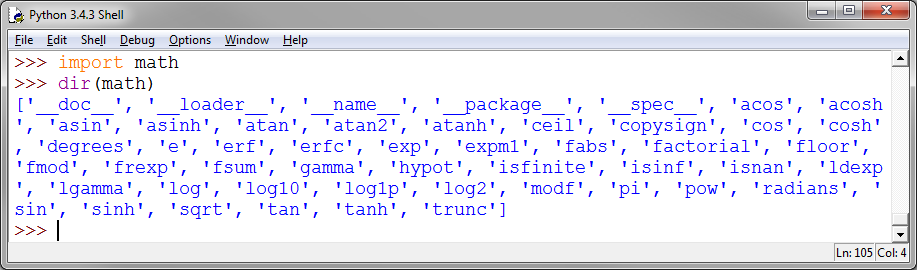 Python 3.4.3 Shell
File Edit Shell Debug Options Window Help
>>> import math
>>> dir(math)
['__doc__', '__loader__', '__name__', '__package__', '__spec__', 'acos', 'acosh
', 'asin', 'asinh', 'atan', 'atan2', 'atanh', 'ceil', 'copysign', 'cos', 'cosh'
, 'degrees', 'e', 'erf', 'erfc', 'exp', 'expm1', 'fabs', 'factorial', 'floor',
'fmod', 'frexp', 'fsum', 'gamma', 'hypot', 'isfinite', 'isinf', 'isnan', 'ldexp
', 'lgamma', 'log', 'log10', 'log1p', 'log2', 'modf', 'pi', 'pow', 'radians', '
sin', 'sinh', 'sqrt', 'tan', 'tanh', 'trunc']
>>>
Ln: 105 Col: 4